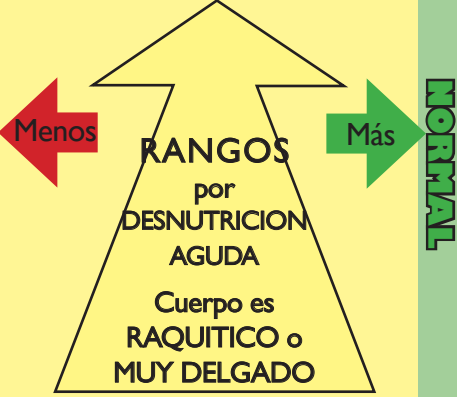 Menos
Más
NORMAL
RANGOS
por
DESNUTRICION
AGUDA
Cuerpo es
RAQUITICO o
MUY DELGADO